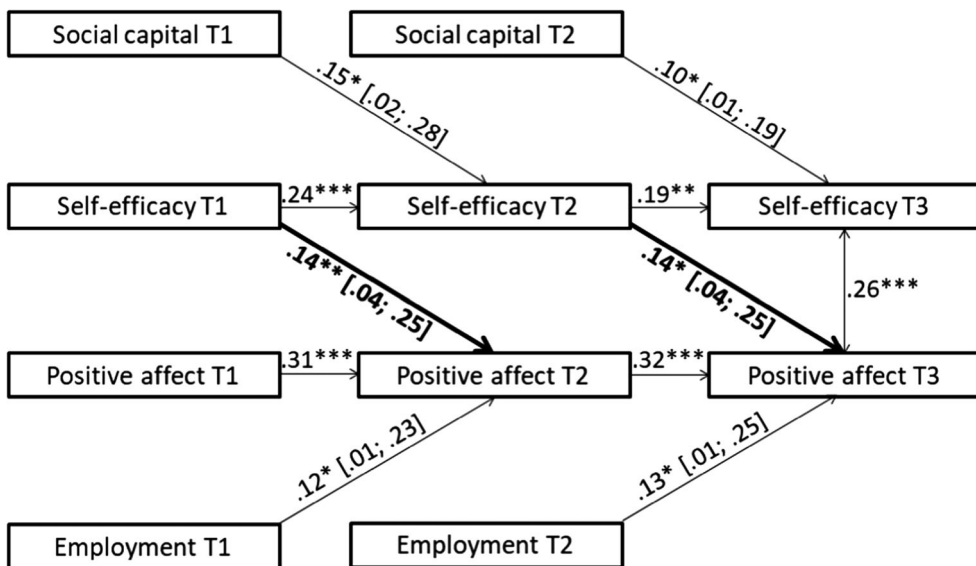 Social capital T1
Social capital T2
.15* [.02; .28]
.10* [.01; .19]
Self-efficacy T1
.24***
Self-efficacy T2
.19**
Self-efficacy T3
.14** [.04; .25]
.14* [.04; .25]
.26***
Positive affect T1
.31***
Positive affect T2
.32***
Positive affect T3
.12* [.01; .23]
.13* [.01; .25]
Employment T1
Employment T2